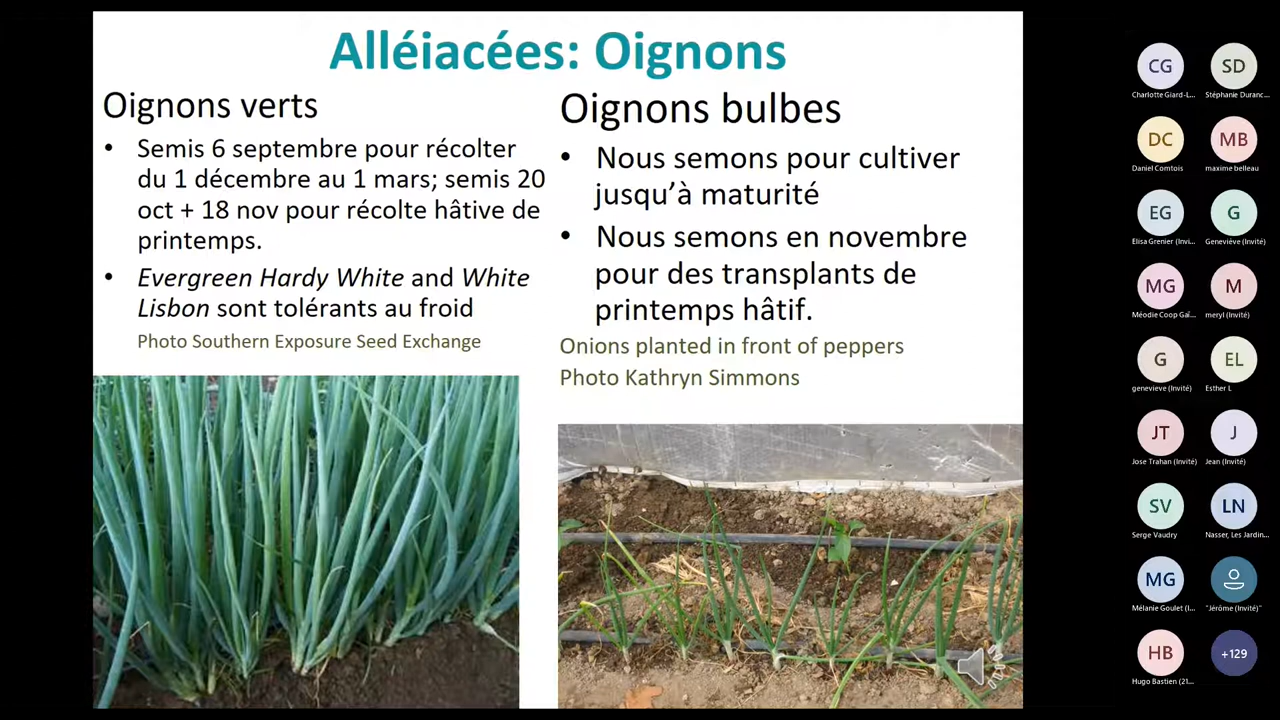 Alléiacées: Oignons
Oignons verts
• Semis 6 septembre pour récolter
du 1 décembre au 1 mars; semis 20
oct + 18 nov pour récolte hâtive de
printemps.
• Evergreen Hardy White and White
Lisbon sont tolérants au froid
Photo Southern Exposure Seed Exchange
Oignons bulbes
• Nous semons pour cultiver
jusqu’à maturité
• Nous semons en novembre
pour des transplants de
printemps hâtif.
Onions planted in front of peppers
Photo Kathryn Simmons
CG
SD
Charlotte Giard-L...
Stéphanie Duranc...
DC
MB
Daniel Comtois
maxime belleau
EG
G
Elisa Grenier (Invi...
Geneviève (Invité)
MG
M
Méodie Coop Gaï...
meryl (Invité)
G
EL
genevieve (Invité)
Esther L
JT
J
Jose Trahan (Invité)
Jean (Invité)
SV
LN
Serge Vaudry
Nasser, Les Jardin...
MG
Mélanie Goulet (I...
"Jérôme (Invité)"
HB
+129
Hugo Bastien (21...